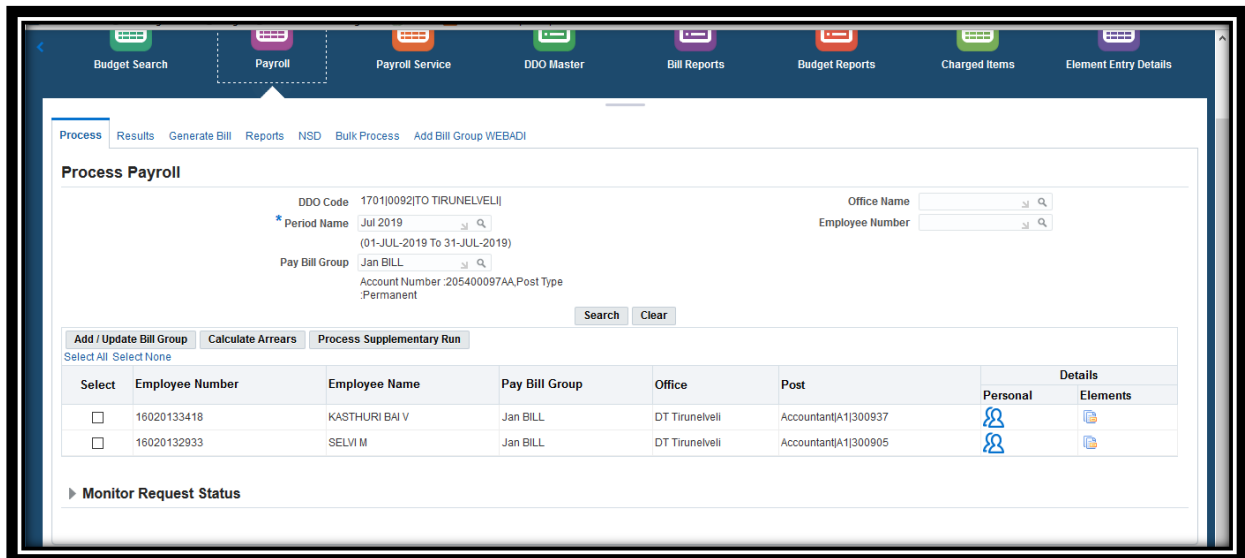 Budget Search Payroll Payroll Service DDO Master Bill Reports Budget Reports Charged Items Element Entry Details
Process Results Generate Bill Reports NSD Bulk Process Add Bill Group WEBADI
Process Payroll
DDO Code 1701|0092|TO TIRUNELVELI| Office Name
* Period Name Jul 2019 Employee Number
(01-JUL-2019 To 31-JUL-2019)
Pay Bill Group Jan BILL
Account Number :205400097AA,Post Type
:Permanent
Search Clear
Add / Update Bill Group Calculate Arrears Process Supplementary Run
Select All Select None
Select Employee Number Employee Name Pay Bill Group Office Post Details
Personal Elements
16020133418 KASTHURI BAI V Jan BILL DT Tirunelveli Accountant|A1|300937
16020132933 SELVI M Jan BILL DT Tirunelveli Accountant|A1|300905
Monitor Request Status